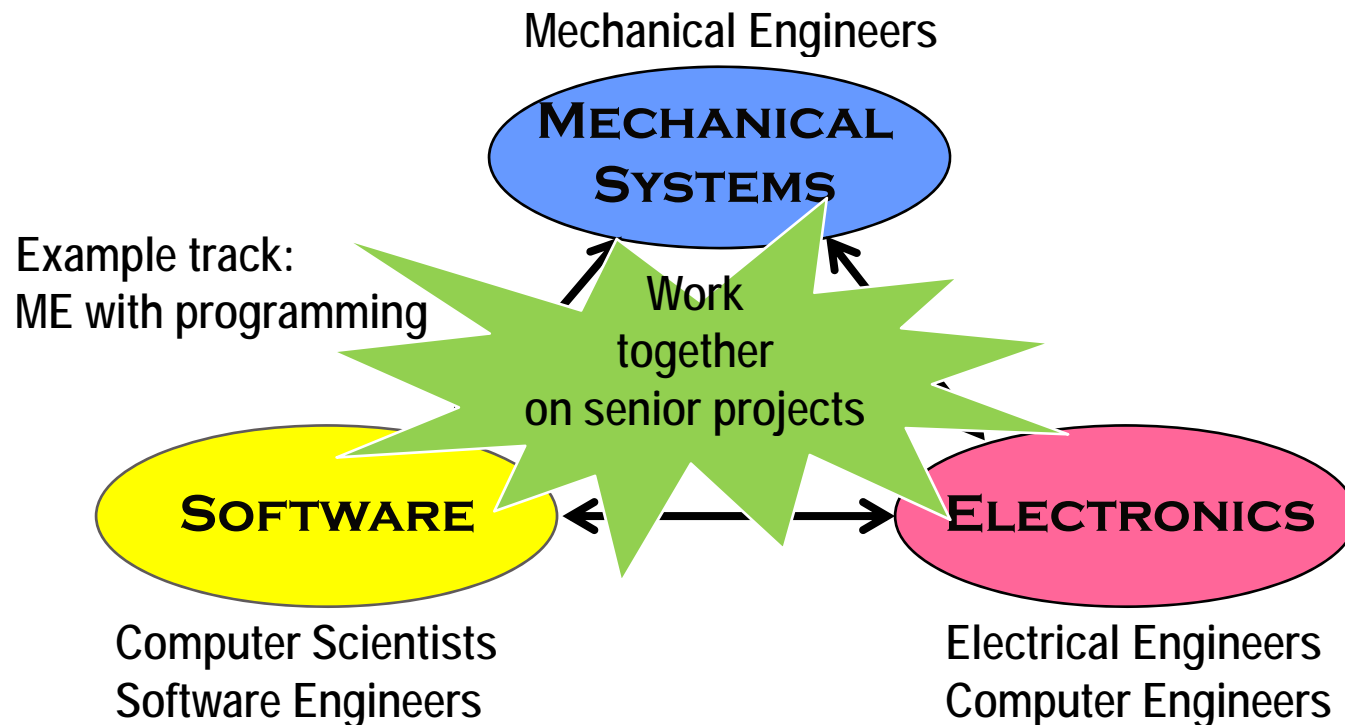 Mechanical Engineers
MECHANICAL
SYSTEMS
Example track:
ME with programming
Work
together
on senior projects
SOFTWARE
ELECTRONICS
Computer Scientists
Software Engineers
Electrical Engineers
Computer Engineers